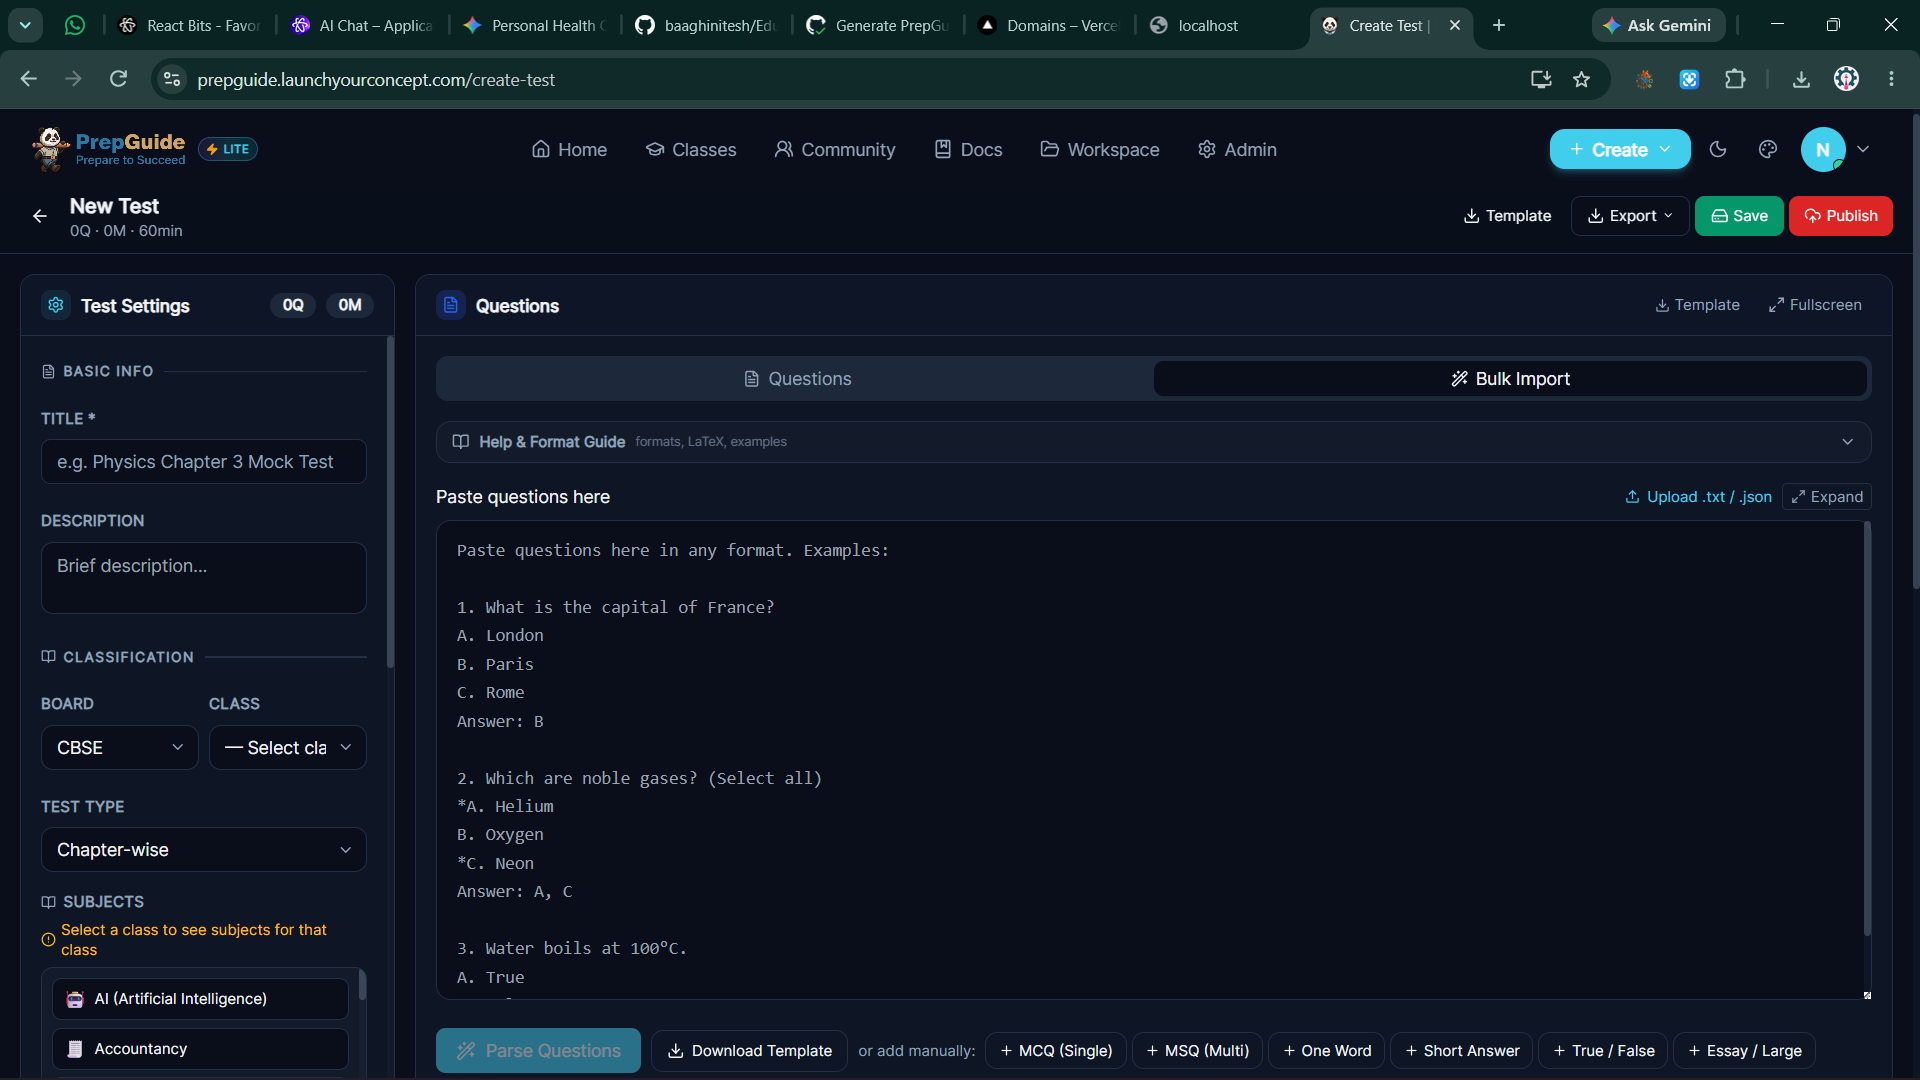 React Bits - Favor
AI Chat – Applica
Personal Health
baaghinitesh/Edu
Generate PrepGu
Domains – Verce
localhost
Create Test |
Ask Gemini
prepguide.launchyourconcept.com/create-test
PrepGuide
Prepare to Succeed
LITE
Home
Classes
Community
Docs
Workspace
Admin
+ Create
N
New Test
0Q · 0M · 60min
Template
Export
Save
Publish
Test Settings
0Q
0M
BASIC INFO
TITLE *
e.g. Physics Chapter 3 Mock Test
DESCRIPTION
Brief description...
CLASSIFICATION
BOARD
CLASS
CBSE
— Select cla
TEST TYPE
Chapter-wise
SUBJECTS
Select a class to see subjects for that
class
AI (Artificial Intelligence)
Accountancy
Questions
Template
Fullscreen
Questions
Bulk Import
Help & Format Guide formats, LaTeX, examples
Paste questions here
Upload .txt / .json
Expand
Paste questions here in any format. Examples:
1. What is the capital of France?
A. London
B. Paris
C. Rome
Answer: B
2. Which are noble gases? (Select all)
*A. Helium
B. Oxygen
*C. Neon
Answer: A, C
3. Water boils at 100°C.
A. True
Parse Questions
Download Template
or add manually:
+ MCQ (Single)
+ MSQ (Multi)
+ One Word
+ Short Answer
+ True / False
+ Essay / Large